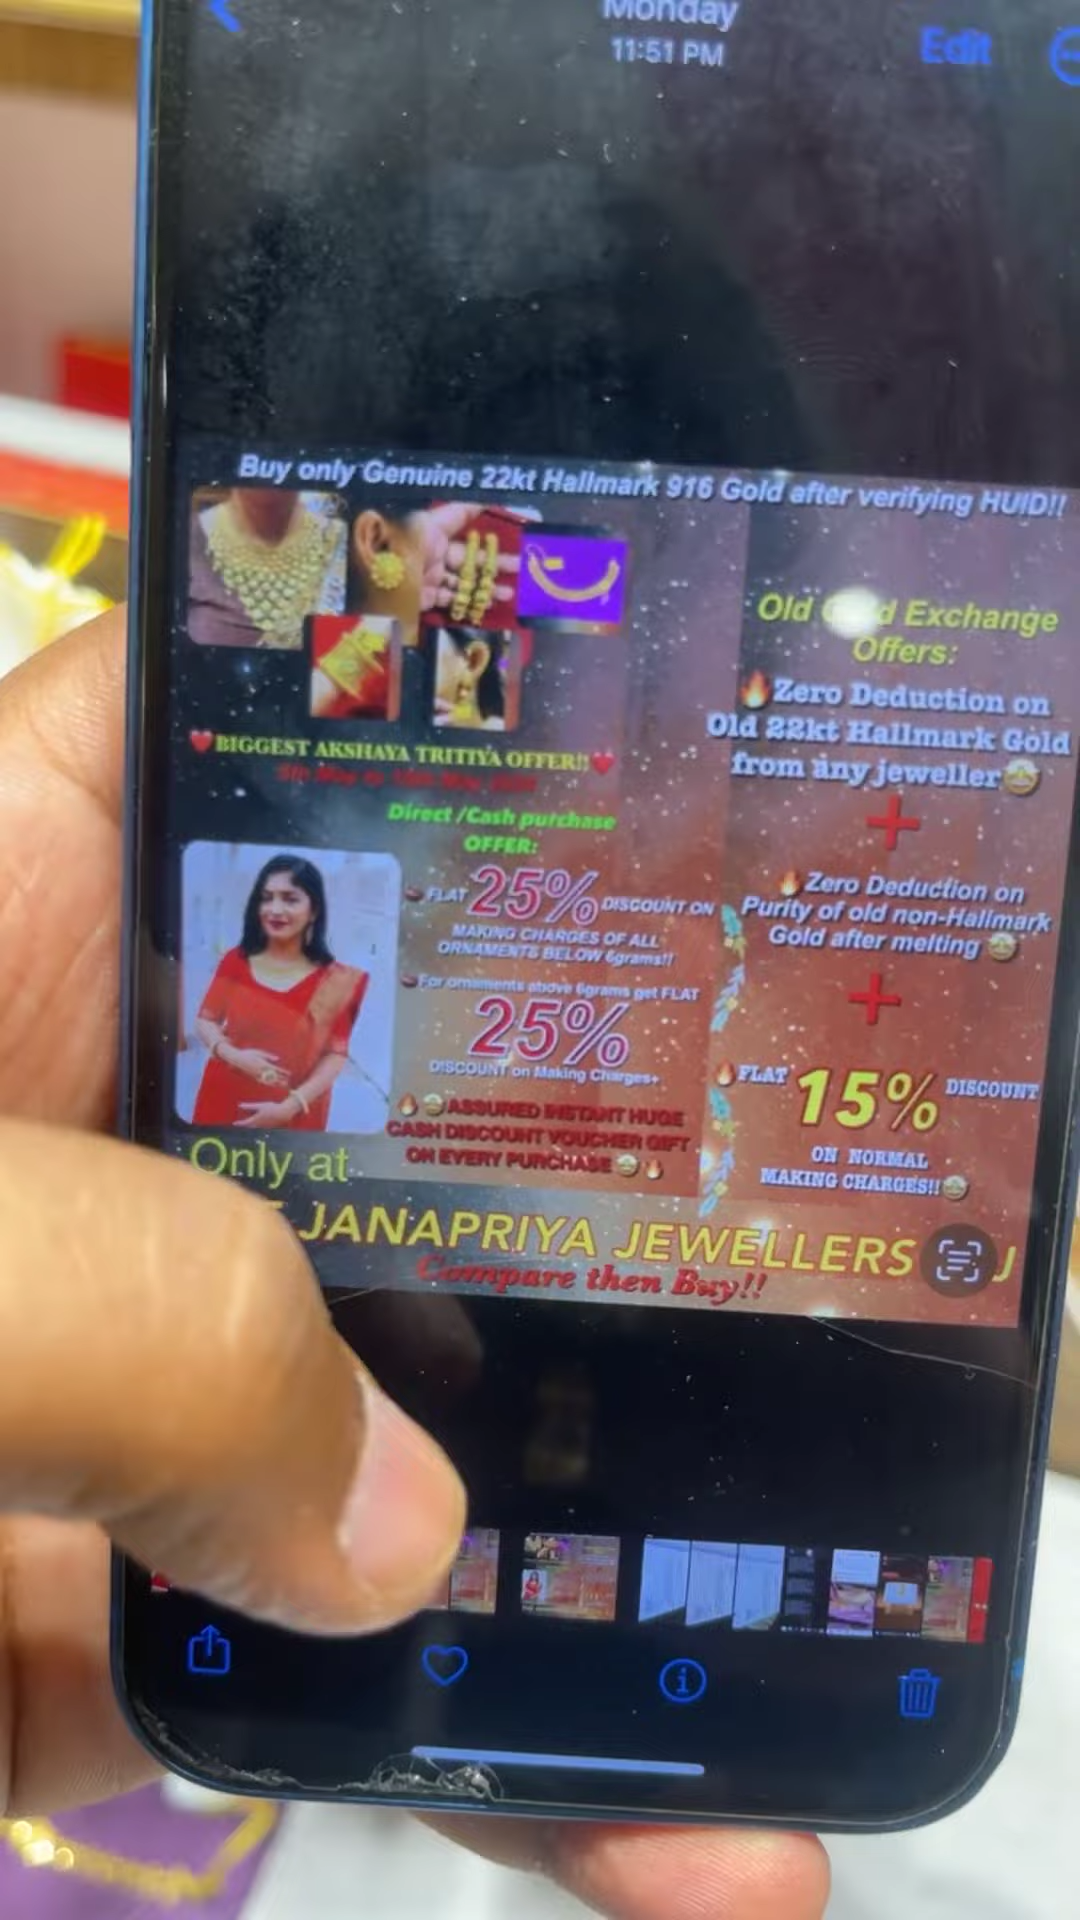 Monday
11:51 PM
Edit
Buy only Genuine 22kt Hallmark 916 Gold after verifying HUID!!
❤️BIGGEST AKSHAYA TRITIYA OFFER!!❤️
Direct /Cash purchase
OFFER:
FLAT 25% DISCOUNT ON
MAKING CHARGES OF ALL
ORNAMENTS BELOW 6grams!!
For ornaments above 6grams get FLAT
25%
DISCOUNT on Making Charges+
🔥🤩ASSURED INSTANT HUGE
CASH DISCOUNT VOUCHER GIFT
ON EVERY PURCHASE🤩🔥
Old Exchange
Offers:
🔥Zero Deduction on
Old 22kt Hallmark Gold
from any jeweller🤩
+
🔥Zero Deduction on
Purity of old non-Hallmark
Gold after melting🤩
+
🔥FLAT 15% DISCOUNT
ON NORMAL
MAKING CHARGES!!🤩
Only at
JANAPRIYA JEWELLERS
Compare then Buy!!